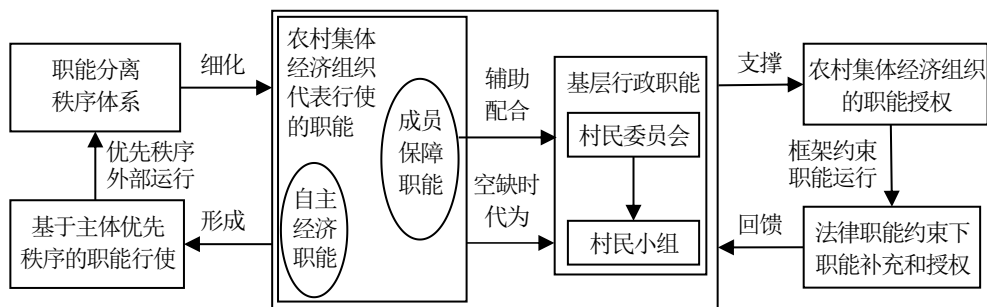 职能分离
秩序体系
细化
优先秩序
外部运行
基于主体优先
秩序的职能行使
形成
农村集体
经济组织
代表行使
的职能
成员
保障
职能
自主
经济
职能
辅助
配合
空缺时
代为
基层行政职能
村民委员会
村民小组
支撑
农村集体经济组织
的职能授权
框架约束
职能运行
回馈
法律职能约束下
职能补充和授权